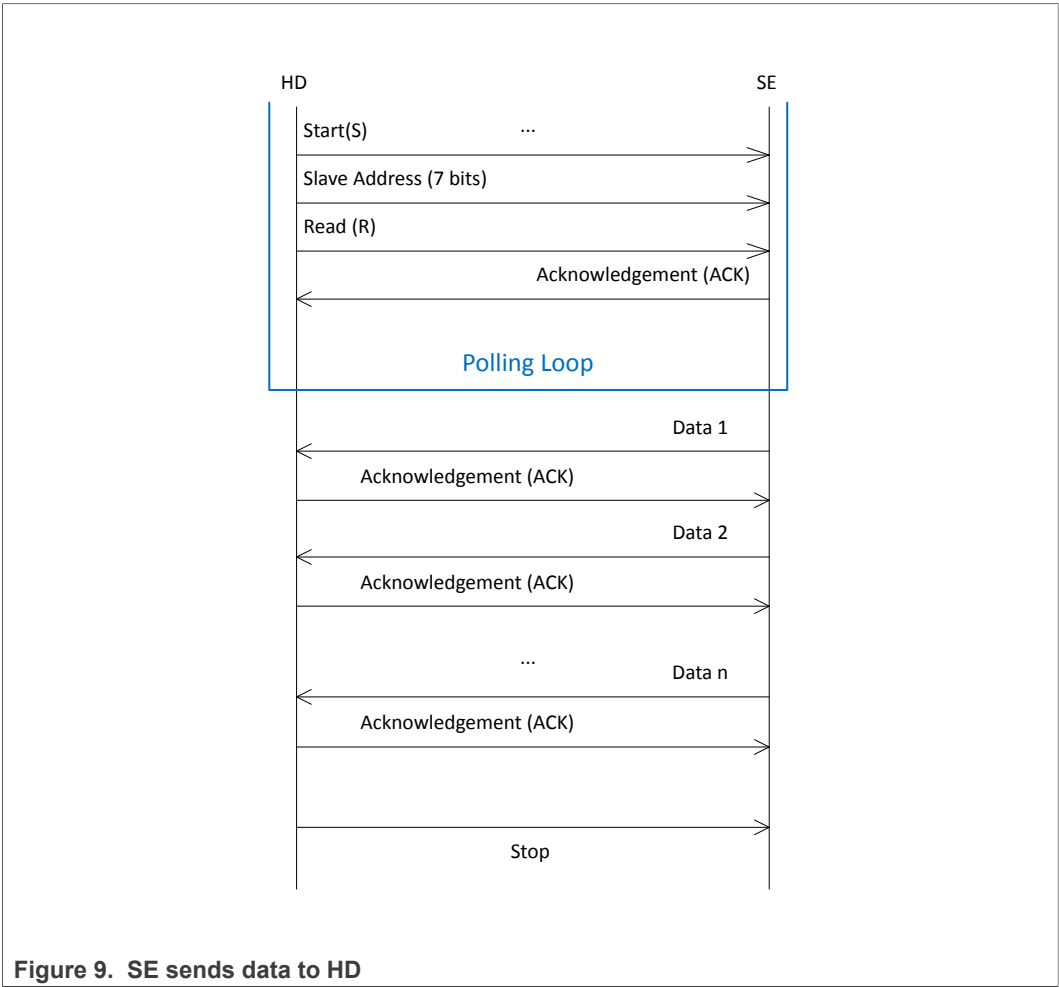 HD SE
Start(S) ...
Slave Address (7 bits)
Read (R)
Acknowledgement (ACK)
Polling Loop
Data 1
Acknowledgement (ACK)
Data 2
Acknowledgement (ACK)
...
Data n
Acknowledgement (ACK)
Stop
Figure 9. SE sends data to HD